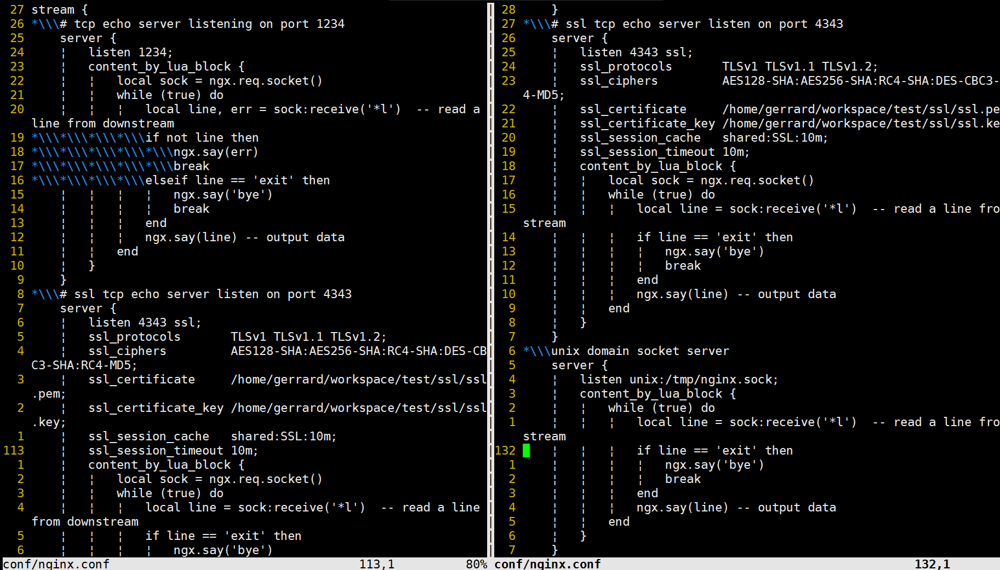 27 stream {
26 *\\\# tcp echo server listening on port 1234
25     server {
24     ¦   listen 1234;
23     ¦   content_by_lua_block {
22     ¦   ¦   local sock = ngx.req.socket()
21     ¦   ¦   while (true) do
20     ¦   ¦   ¦   local line, err = sock:receive('*l')  -- read a
line from downstream
19 *\\\*\\\*\\\*\\\if not line then
18 *\\\*\\\*\\\*\\\*\\\ngx.say(err)
17 *\\\*\\\*\\\*\\\*\\\break
16 *\\\*\\\*\\\*\\\elseif line == 'exit' then
15     ¦   ¦   ¦   ¦   ngx.say('bye')
14     ¦   ¦   ¦   ¦   break
13     ¦   ¦   ¦   end
12     ¦   ¦   ¦   ngx.say(line) -- output data
11     ¦   ¦   end
10     ¦   }
9     }
8 *\\\# ssl tcp echo server listen on port 4343
7     server {
6     ¦   listen 4343 ssl;
5     ¦   ssl_protocols       TLSv1 TLSv1.1 TLSv1.2;
4     ¦   ssl_ciphers         AES128-SHA:AES256-SHA:RC4-SHA:DES-CB
C3-SHA:RC4-MD5;
3     ¦   ssl_certificate     /home/gerrard/workspace/test/ssl/ssl
.pem;
2     ¦   ssl_certificate_key /home/gerrard/workspace/test/ssl/ssl
.key;
1     ¦   ssl_session_cache   shared:SSL:10m;
113     ¦   ssl_session_timeout 10m;
1     ¦   content_by_lua_block {
2     ¦   ¦   local sock = ngx.req.socket()
3     ¦   ¦   while (true) do
4     ¦   ¦   ¦   local line = sock:receive('*l')  -- read a line
from downstream
5     ¦   ¦   ¦   if line == 'exit' then
6     ¦   ¦   ¦   ¦   ngx.say('bye')
conf/nginx.conf 113,1 80%
28     }
27 *\\\# ssl tcp echo server listen on port 4343
26     server {
25     ¦   listen 4343 ssl;
24     ¦   ssl_protocols       TLSv1 TLSv1.1 TLSv1.2;
23     ¦   ssl_ciphers         AES128-SHA:AES256-SHA:RC4-SHA:DES-CBC3-
4-MD5;
22     ¦   ssl_certificate     /home/gerrard/workspace/test/ssl/ssl.pe
21     ¦   ssl_certificate_key /home/gerrard/workspace/test/ssl/ssl.ke
20     ¦   ssl_session_cache   shared:SSL:10m;
19     ¦   ssl_session_timeout 10m;
18     ¦   content_by_lua_block {
17     ¦   ¦   local sock = ngx.req.socket()
16     ¦   ¦   while (true) do
15     ¦   ¦   ¦   local line = sock:receive('*l')  -- read a line fro
stream
14     ¦   ¦   ¦   if line == 'exit' then
13     ¦   ¦   ¦   ¦   ngx.say('bye')
12     ¦   ¦   ¦   ¦   break
11     ¦   ¦   ¦   end
10     ¦   ¦   ¦   ngx.say(line) -- output data
9     ¦   ¦   end
8     ¦   }
7     }
6 *\\\unix domain socket server
5     server {
4     ¦   listen unix:/tmp/nginx.sock;
3     ¦   content_by_lua_block {
2     ¦   ¦   while (true) do
1     ¦   ¦   ¦   local line = sock:receive('*l')  -- read a line fro
stream
132     ¦   ¦   ¦   if line == 'exit' then
1     ¦   ¦   ¦   ¦   ngx.say('bye')
2     ¦   ¦   ¦   ¦   break
3     ¦   ¦   ¦   end
4     ¦   ¦   ¦   ngx.say(line) -- output data
5     ¦   ¦   end
6     ¦   }
7     }
conf/nginx.conf 132,1